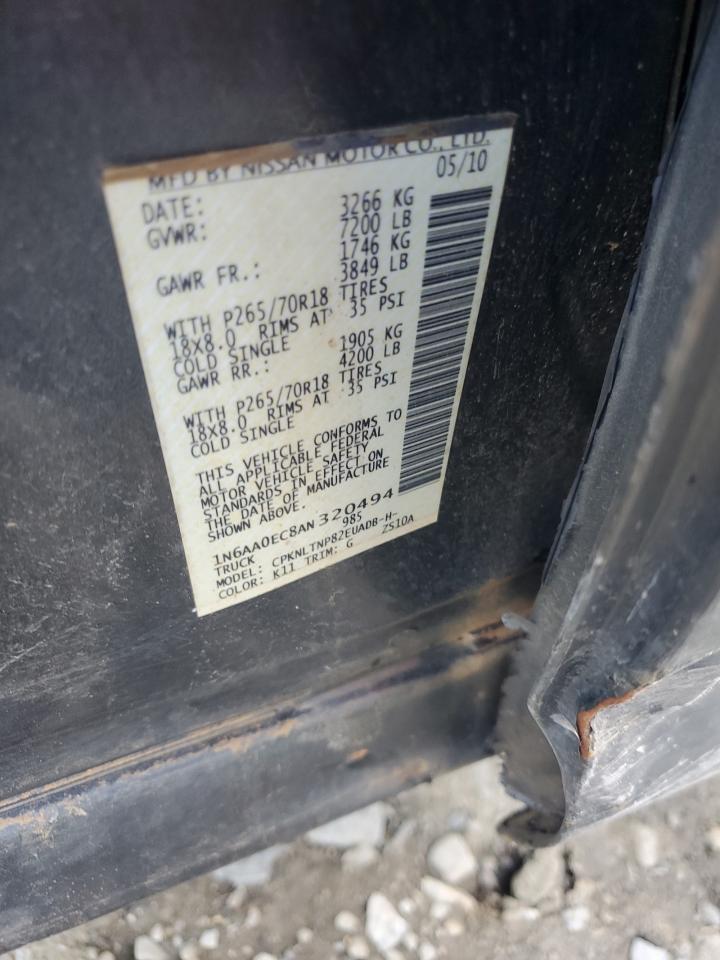 MFD BY NISSAN MOTOR CO., LTD.
DATE: 05/10
GVWR: 3266 KG
7200 LB
GAWR FR.: 1746 KG
3849 LB
WITH P265/70R18 TIRES
18X8.0 RIMS AT 35 PSI
COLD SINGLE
GAWR RR.: 1905 KG
4200 LB
WITH P265/70R18 TIRES
18X8.0 RIMS AT 35 PSI
COLD SINGLE
THIS VEHICLE CONFORMS TO
ALL APPLICABLE FEDERAL
MOTOR VEHICLE SAFETY
STANDARDS IN EFFECT ON
THE DATE OF MANUFACTURE
SHOWN ABOVE.
1N6AA0EC8AN320494
TRUCK 985
MODEL: CPKNLTNP82EUADB-H-
COLOR: K11 TRIM: G ZS10A